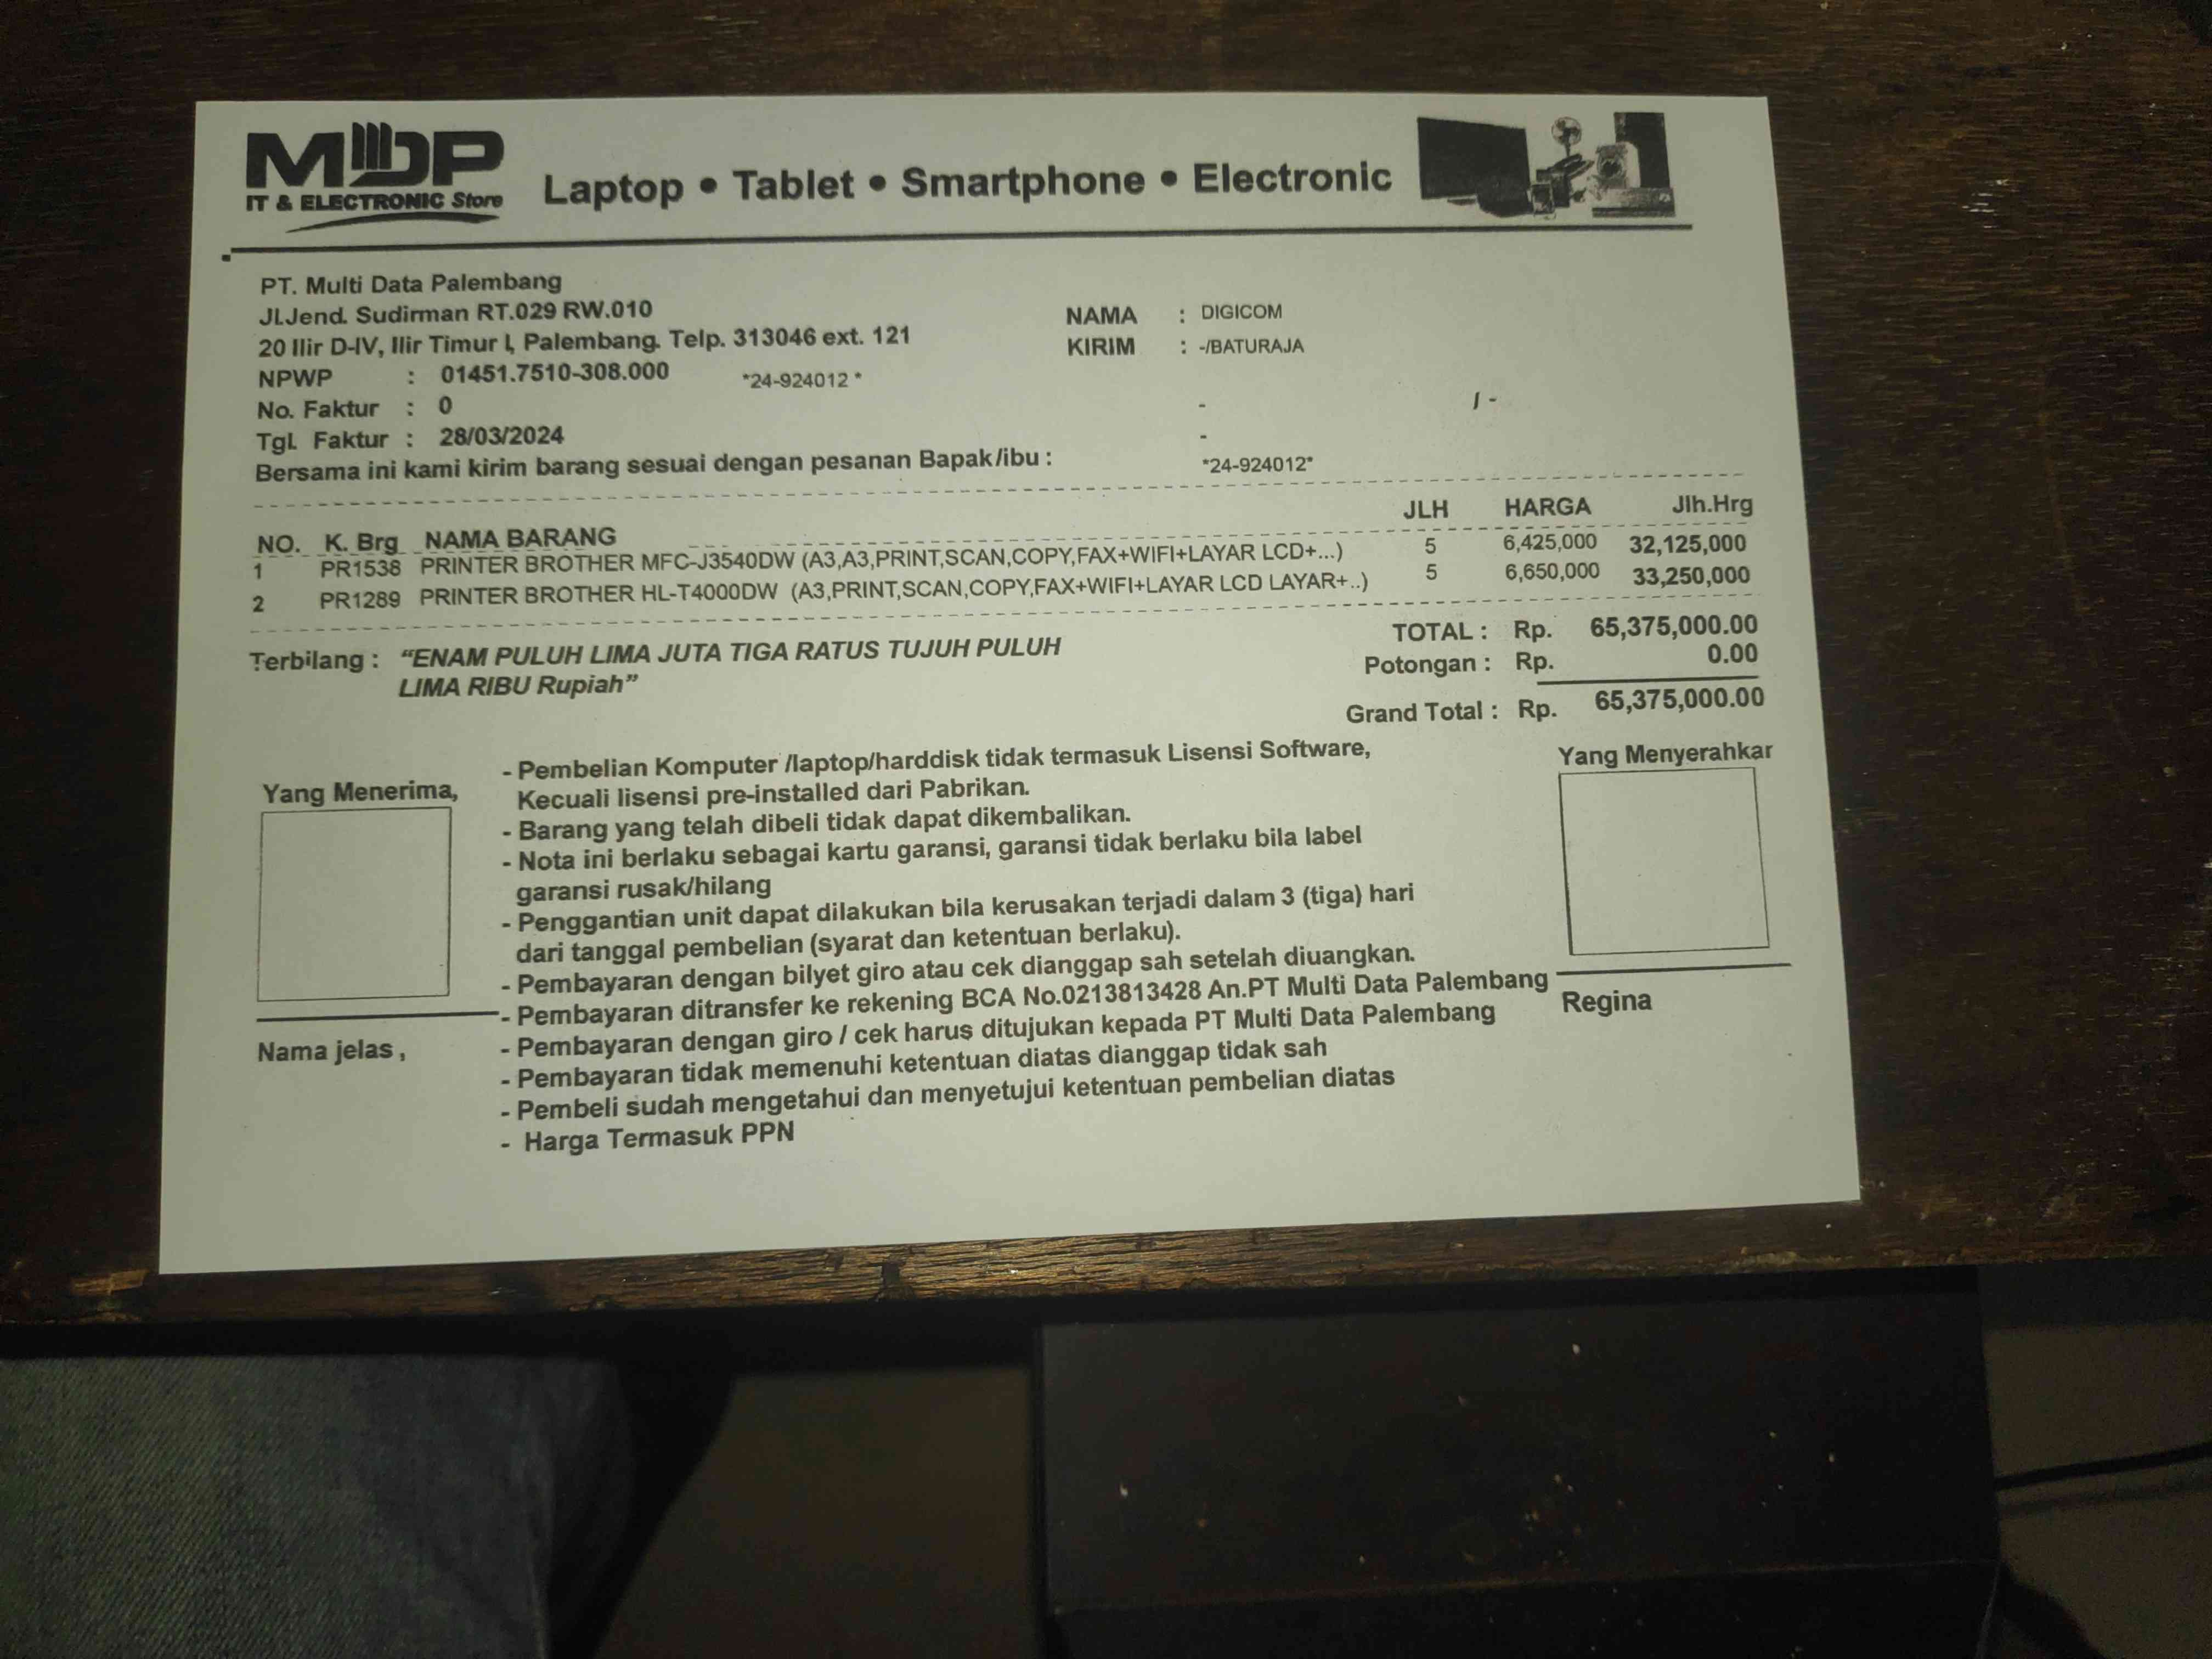 MDP
IT & ELECTRONIC Store
Laptop • Tablet • Smartphone • Electronic
PT. Multi Data Palembang
Jl.Jend. Sudirman RT.029 RW.010
20 Ilir D-IV, Ilir Timur I, Palembang. Telp. 313046 ext. 121
NPWP : 01451.7510-308.000 *24-924012 *
No. Faktur : 0
Tgl. Faktur : 28/03/2024
Bersama ini kami kirim barang sesuai dengan pesanan Bapak/ibu :
NAMA : DIGICOM
KIRIM : -/BATURAJA
- / -
-
*24-924012*
NO. K. Brg NAMA BARANG JLH HARGA Jlh.Hrg
1 PR1538 PRINTER BROTHER MFC-J3540DW (A3,A3,PRINT,SCAN,COPY,FAX+WIFI+LAYAR LCD+...) 5 6,425,000 32,125,000
2 PR1289 PRINTER BROTHER HL-T4000DW (A3,PRINT,SCAN,COPY,FAX+WIFI+LAYAR LCD LAYAR+..) 5 6,650,000 33,250,000
Terbilang : “ENAM PULUH LIMA JUTA TIGA RATUS TUJUH PULUH
LIMA RIBU Rupiah”
TOTAL : Rp. 65,375,000.00
Potongan : Rp. 0.00
Grand Total : Rp. 65,375,000.00
Yang Menerima,
Nama jelas ,
- Pembelian Komputer /laptop/harddisk tidak termasuk Lisensi Software,
Kecuali lisensi pre-installed dari Pabrikan.
- Barang yang telah dibeli tidak dapat dikembalikan.
- Nota ini berlaku sebagai kartu garansi, garansi tidak berlaku bila label
garansi rusak/hilang
- Penggantian unit dapat dilakukan bila kerusakan terjadi dalam 3 (tiga) hari
dari tanggal pembelian (syarat dan ketentuan berlaku).
- Pembayaran dengan bilyet giro atau cek dianggap sah setelah diuangkan.
- Pembayaran ditransfer ke rekening BCA No.0213813428 An.PT Multi Data Palembang
- Pembayaran dengan giro / cek harus ditujukan kepada PT Multi Data Palembang
- Pembayaran tidak memenuhi ketentuan diatas dianggap tidak sah
- Pembeli sudah mengetahui dan menyetujui ketentuan pembelian diatas
- Harga Termasuk PPN
Yang Menyerahkar
Regina